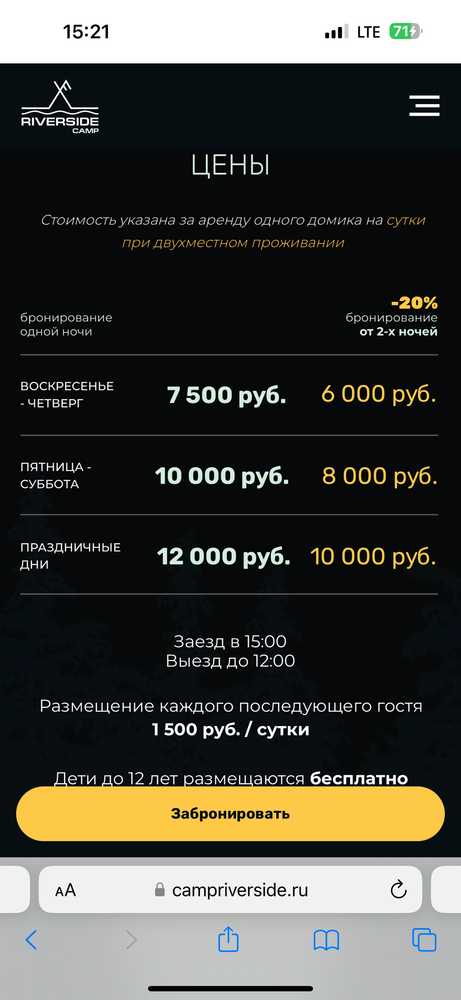 15:21
LTE
71
RIVERSIDE
CAMP
ЦЕНЫ
Стоимость указана за аренду одного домика на сутки
при двухместном проживании
-20%
бронирование
одной ночи
бронирование
от 2-х ночей
ВОСКРЕСЕНЬЕ
- ЧЕТВЕРГ
7 500 руб.
6 000 руб.
ПЯТНИЦА -
СУББОТА
10 000 руб.
8 000 руб.
ПРАЗДНИЧНЫЕ
ДНИ
12 000 руб.
10 000 руб.
Заезд в 15:00
Выезд до 12:00
Размещение каждого последующего гостя
1 500 руб. / сутки
Дети до 12 лет размещаются бесплатно
Забронировать
AA
campriverside.ru